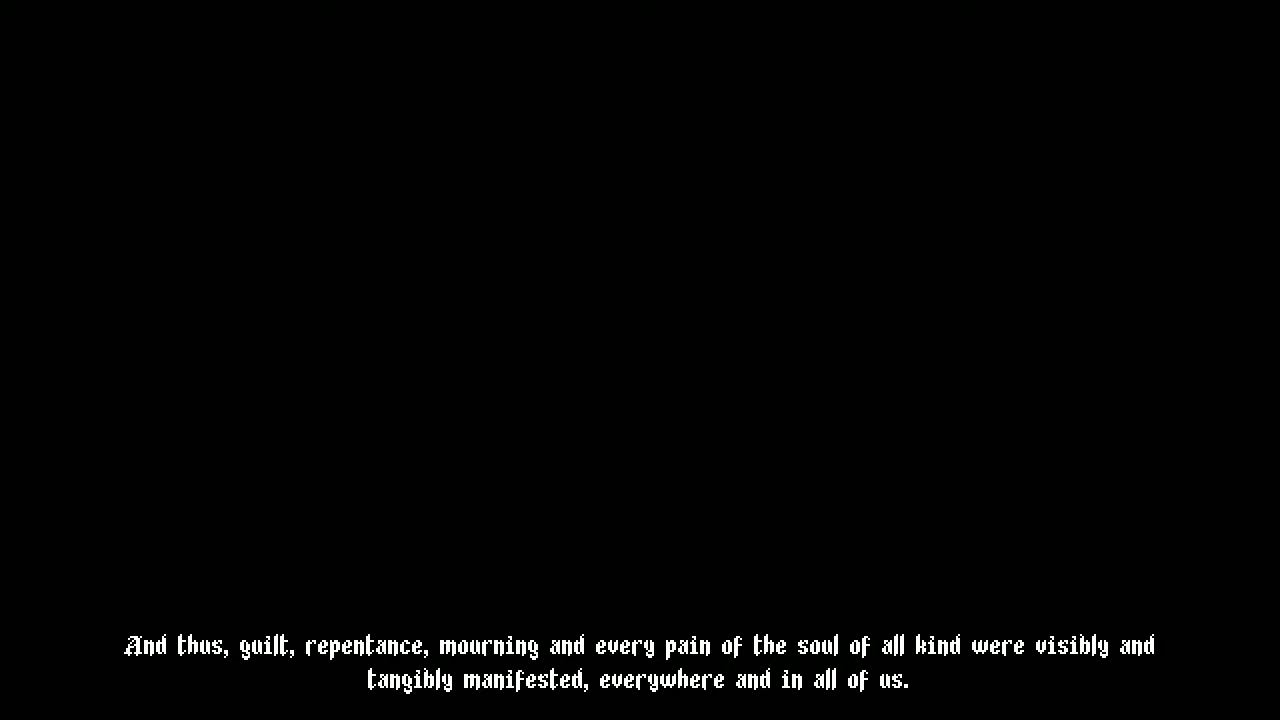 And thus, guilt, repentance, mourning and every pain of the soul of all kind were visibly and
tangibly manifested, everywhere and in all of us.